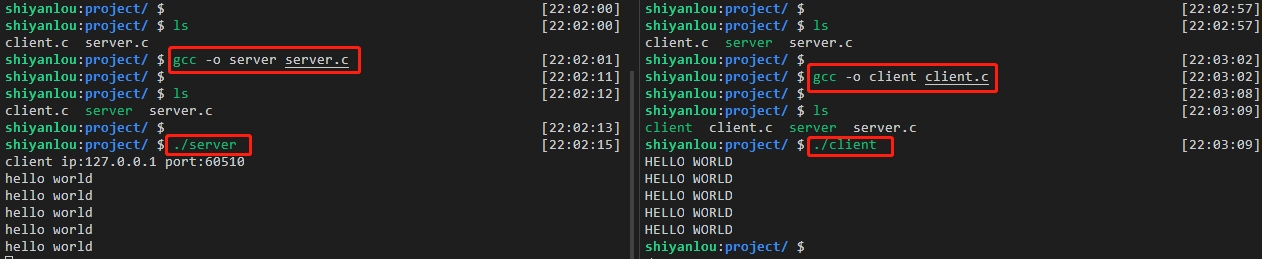 shiyanlou:project/ $ [22:02:00]
shiyanlou:project/ $ ls [22:02:00]
client.c server.c
shiyanlou:project/ $ gcc -o server server.c [22:02:01]
shiyanlou:project/ $ [22:02:11]
shiyanlou:project/ $ ls [22:02:12]
client.c server server.c
shiyanlou:project/ $ [22:02:13]
shiyanlou:project/ $ ./server [22:02:15]
client ip:127.0.0.1 port:60510
hello world
hello world
hello world
hello world
hello world
shiyanlou:project/ $ [22:02:57]
shiyanlou:project/ $ ls [22:02:57]
client.c server server.c
shiyanlou:project/ $ [22:03:02]
shiyanlou:project/ $ gcc -o client client.c [22:03:02]
shiyanlou:project/ $ [22:03:08]
shiyanlou:project/ $ ls [22:03:09]
client client.c server server.c
shiyanlou:project/ $ ./client [22:03:09]
HELLO WORLD
HELLO WORLD
HELLO WORLD
HELLO WORLD
HELLO WORLD
shiyanlou:project/ $